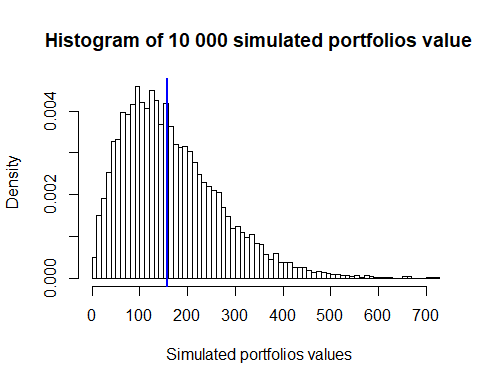 Histogram of 10 000 simulated portfolios value
Density
0.004
0.002
0.000
0 100 200 300 400 500 600 700
Simulated portfolios values